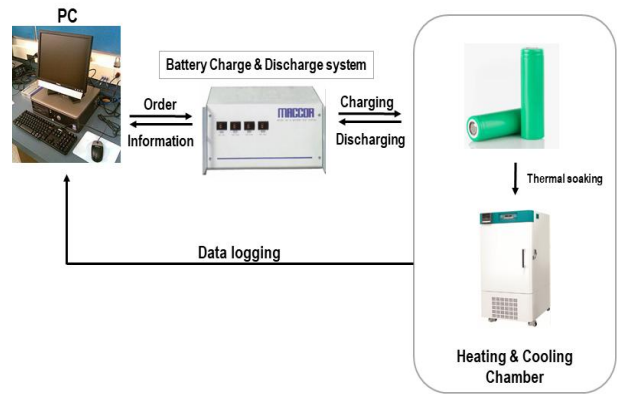 PC
Battery Charge & Discharge system
MACCOR
Order
Information
Charging
Discharging
Thermal soaking
Data logging
Heating & Cooling
Chamber